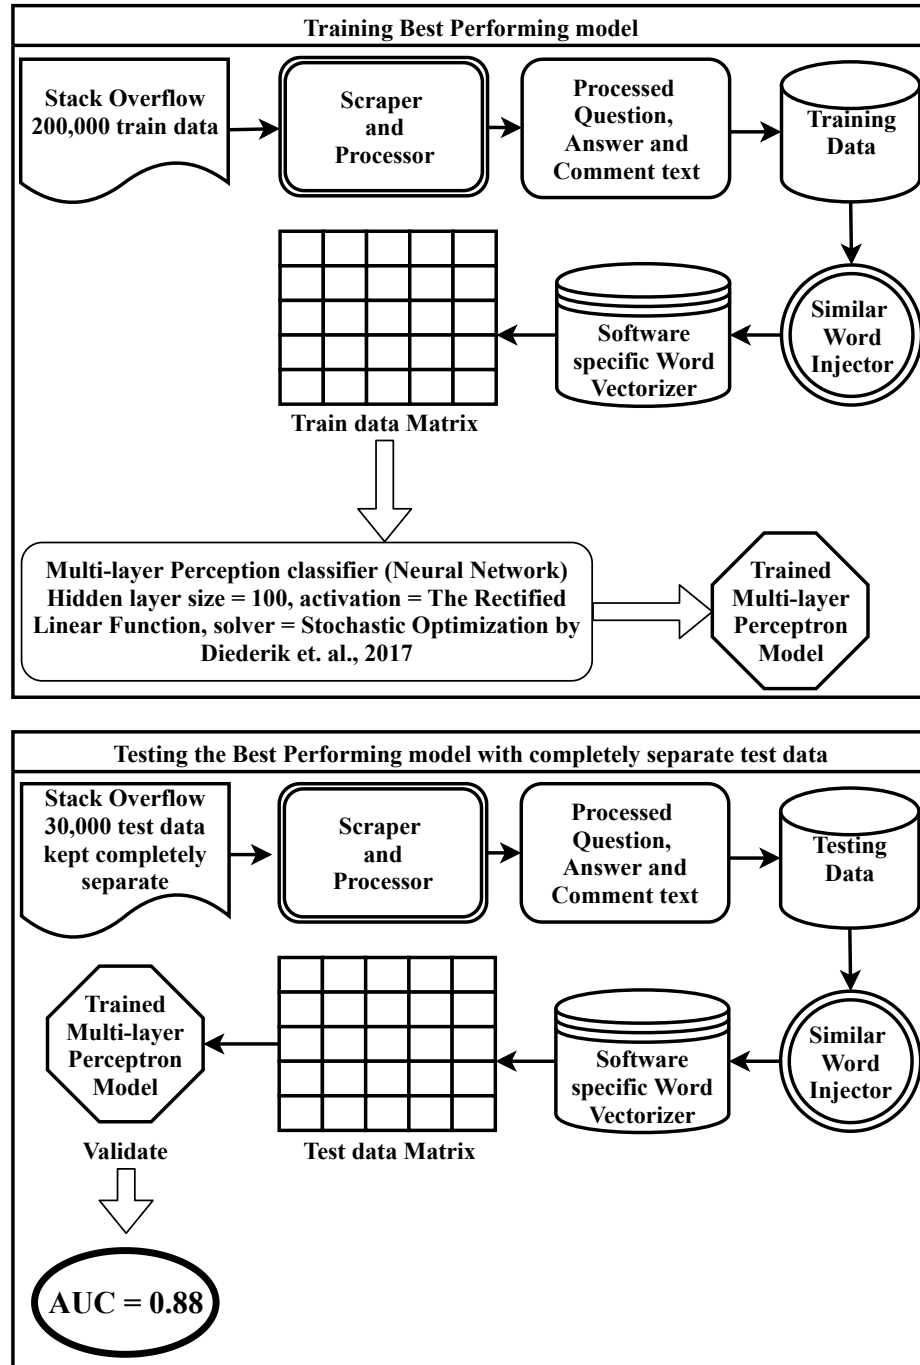 Training Best Performing model
Stack Overflow
200,000 train data
Scraper
and
Processor
Processed
Question,
Answer and
Comment text
Training
Data
Similar
Word
Injector
Software
specific Word
Vectorizer
Train data Matrix
Multi-layer Perception classifier (Neural Network)
Hidden layer size = 100, activation = The Rectified
Linear Function, solver = Stochastic Optimization by
Diederik et. al., 2017
Trained
Multi-layer
Perceptron
Model
Testing the Best Performing model with completely separate test data
Stack Overflow
30,000 test data
kept completely
separate
Scraper
and
Processor
Processed
Question,
Answer and
Comment text
Testing
Data
Similar
Word
Injector
Software
specific Word
Vectorizer
Test data Matrix
Trained
Multi-layer
Perceptron
Model
Validate
AUC = 0.88